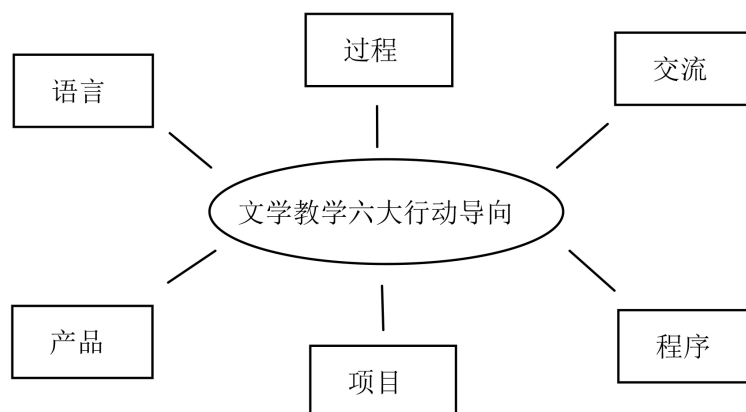 过程
交流
语言
文学教学六大行动导向
产品
程序
项目